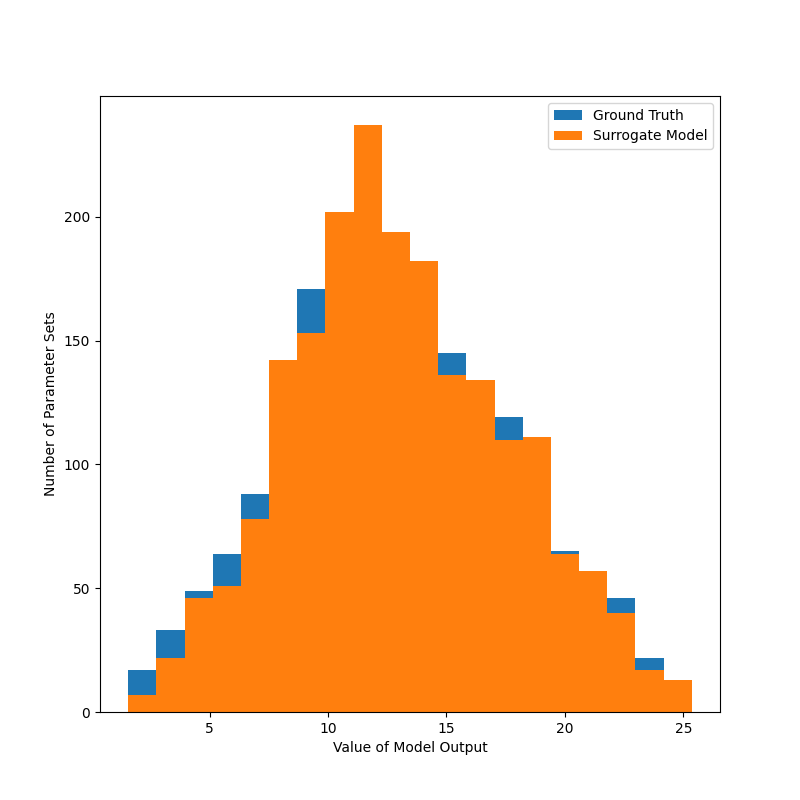 Ground Truth
Surrogate Model
200
150
100
50
0
5 10 15 20 25
Number of Parameter Sets
Value of Model Output